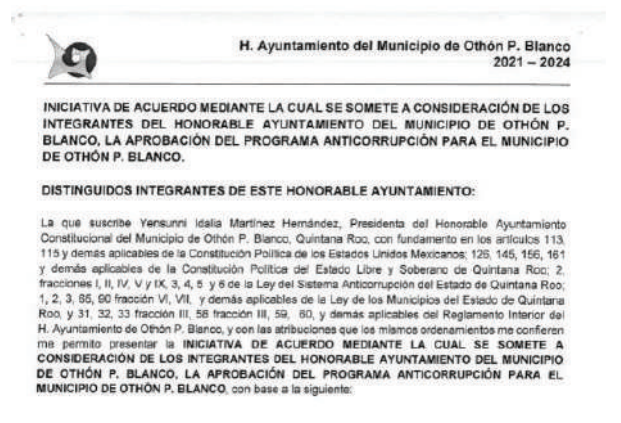 H. Ayuntamiento del Municipio de Othón P. Blanco
2021 – 2024
INICIATIVA DE ACUERDO MEDIANTE LA CUAL SE SOMETE A CONSIDERACIÓN DE LOS
INTEGRANTES DEL HONORABLE AYUNTAMIENTO DEL MUNICIPIO DE OTHÓN P.
BLANCO, LA APROBACIÓN DEL PROGRAMA ANTICORRUPCIÓN PARA EL MUNICIPIO
DE OTHÓN P. BLANCO.
DISTINGUIDOS INTEGRANTES DE ESTE HONORABLE AYUNTAMIENTO:
La que suscribe Yensunni Idalia Martínez Hernández, Presidenta del Honorable Ayuntamiento
Constitucional del Municipio de Othón P. Blanco, Quintana Roo, con fundamento en los artículos 113,
115 y demás aplicables de la Constitución Política de los Estados Unidos Mexicanos; 126, 145, 156, 161
y demás aplicables de la Constitución Política del Estado Libre y Soberano de Quintana Roo; 2,
fracciones I, II, IV, V y IX, 3, 4, 5 y 6 de la Ley del Sistema Anticorrupción del Estado de Quintana Roo;
1, 2, 3, 65, 90 fracción VI, VII, y demás aplicables de la Ley de los Municipios del Estado de Quintana
Roo, y 31, 32, 33 fracción III, 58 fracción III, 59, 60, y demás aplicables del Reglamento Interior del
H. Ayuntamiento de Othón P. Blanco, y con las atribuciones que los mismos ordenamientos me confieren
me permito presentar la INICIATIVA DE ACUERDO MEDIANTE LA CUAL SE SOMETE A
CONSIDERACIÓN DE LOS INTEGRANTES DEL HONORABLE AYUNTAMIENTO DEL MUNICIPIO
DE OTHÓN P. BLANCO, LA APROBACIÓN DEL PROGRAMA ANTICORRUPCIÓN PARA EL
MUNICIPIO DE OTHÓN P. BLANCO, con base a la siguiente: